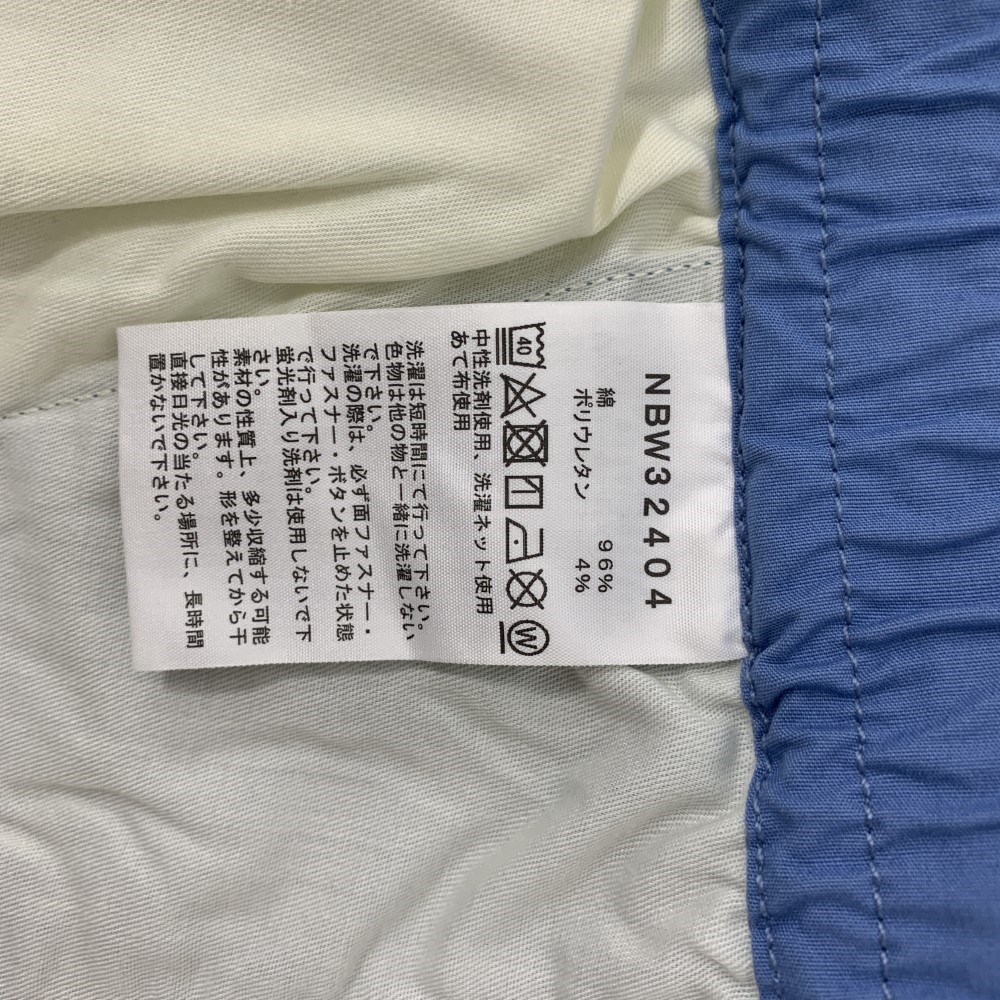 NBW32404
綿 96%
ポリウレタン 4%
40
W
中性洗剤使用、洗濯ネット使用
あて布使用
洗濯は短時間にて行って下さい。
色物は他の物と一緒に洗濯しない
で下さい。
洗濯の際は、必ず面ファスナー・
ファスナー・ボタンを止めた状態
で行って下さい。
蛍光剤入り洗剤は使用しないで下
さい。
素材の性質上、多少収縮する可能
性があります。形を整えてから干
して下さい。
直接日光の当たる場所に、長時間
置かないで下さい。